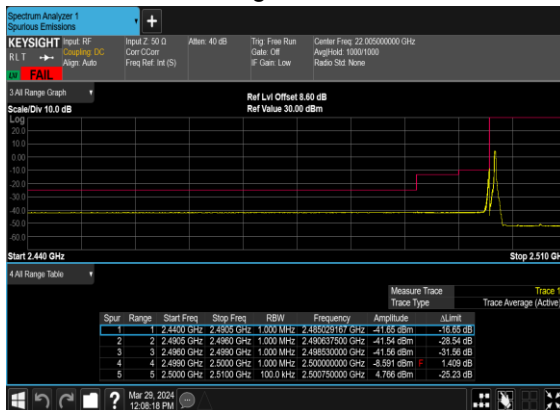 Spectrum Analyzer 1
Spurious Emissions
KEYSIGHT Input: RF Input Z: 50 Ω Atten: 40 dB Trig: Free Run Center Freq: 22.005000000 GHz
RLT Coupling: DC Corr CCorr Gate: Off Avg|Hold: 1000/1000
Align: Auto Freq Ref: Int (S) IF Gain: Low Radio Std: None
FAIL
3 All Range Graph
Ref Lvl Offset 8.60 dB
Scale/Div 10.0 dB Ref Value 30.00 dBm
Log
20.0
10.0
0.00
-10.0
-20.0
-30.0
-40.0
-50.0
-60.0
Start 2.440 GHz Stop 2.510 GH
4 All Range Table
Measure Trace Trace 1
Trace Type Trace Average (Active)
Spur Range Start Freq Stop Freq RBW Frequency Amplitude ΔLimit
1 1 2.4400 GHz 2.4905 GHz 1.000 MHz 2.485029167 GHz -41.65 dBm -16.65 dB
2 2 2.4905 GHz 2.4960 GHz 1.000 MHz 2.490637500 GHz -41.54 dBm -28.54 dB
3 3 2.4960 GHz 2.4990 GHz 1.000 MHz 2.498530000 GHz -41.56 dBm -31.56 dB
4 4 2.4990 GHz 2.5000 GHz 1.000 MHz 2.500000000 GHz -8.591 dBm F 1.409 dB
5 5 2.5000 GHz 2.5100 GHz 100.0 kHz 2.500750000 GHz 4.766 dBm -25.23 dB
Mar 29, 2024
12:08:18 PM